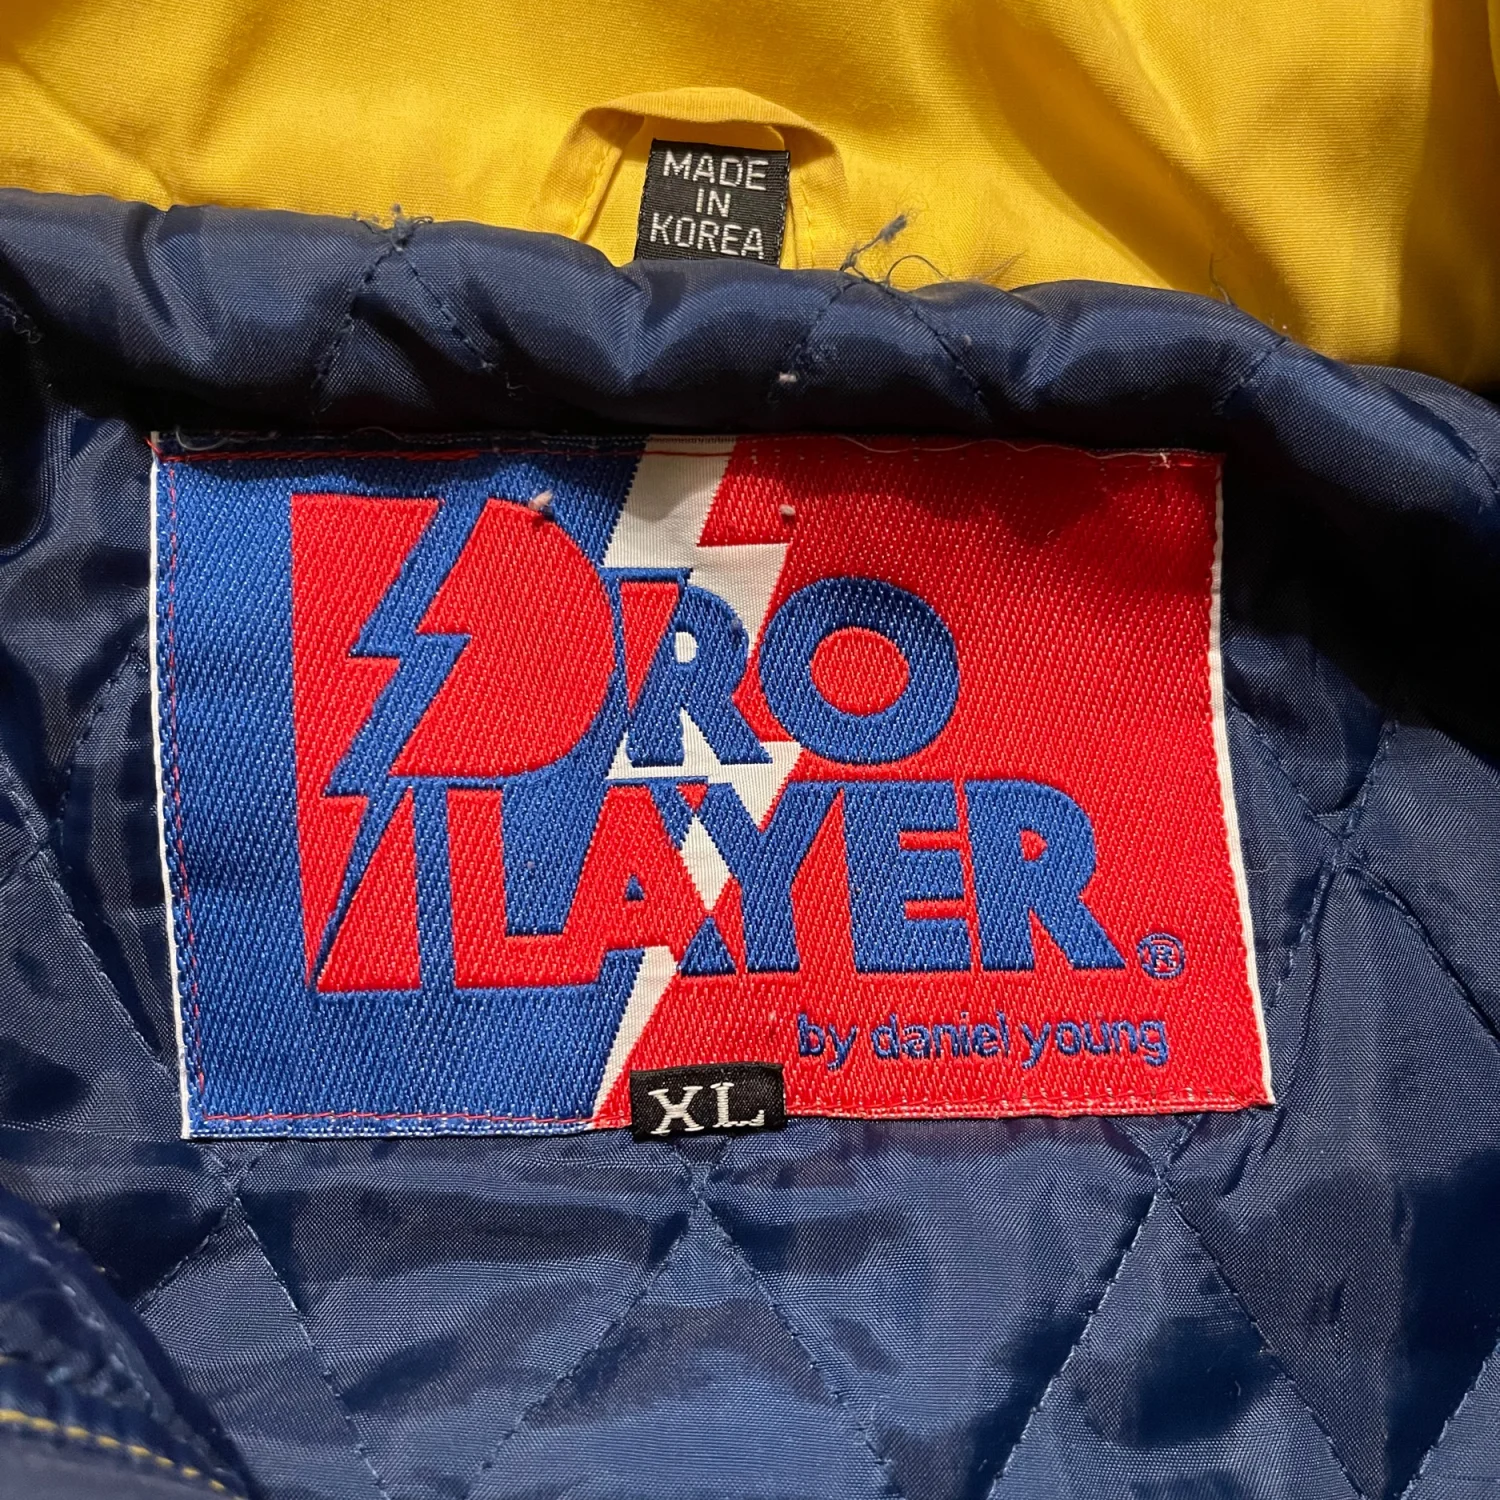 MADE
IN
KOREA
PRO
PLAYER®
by daniel young
XL